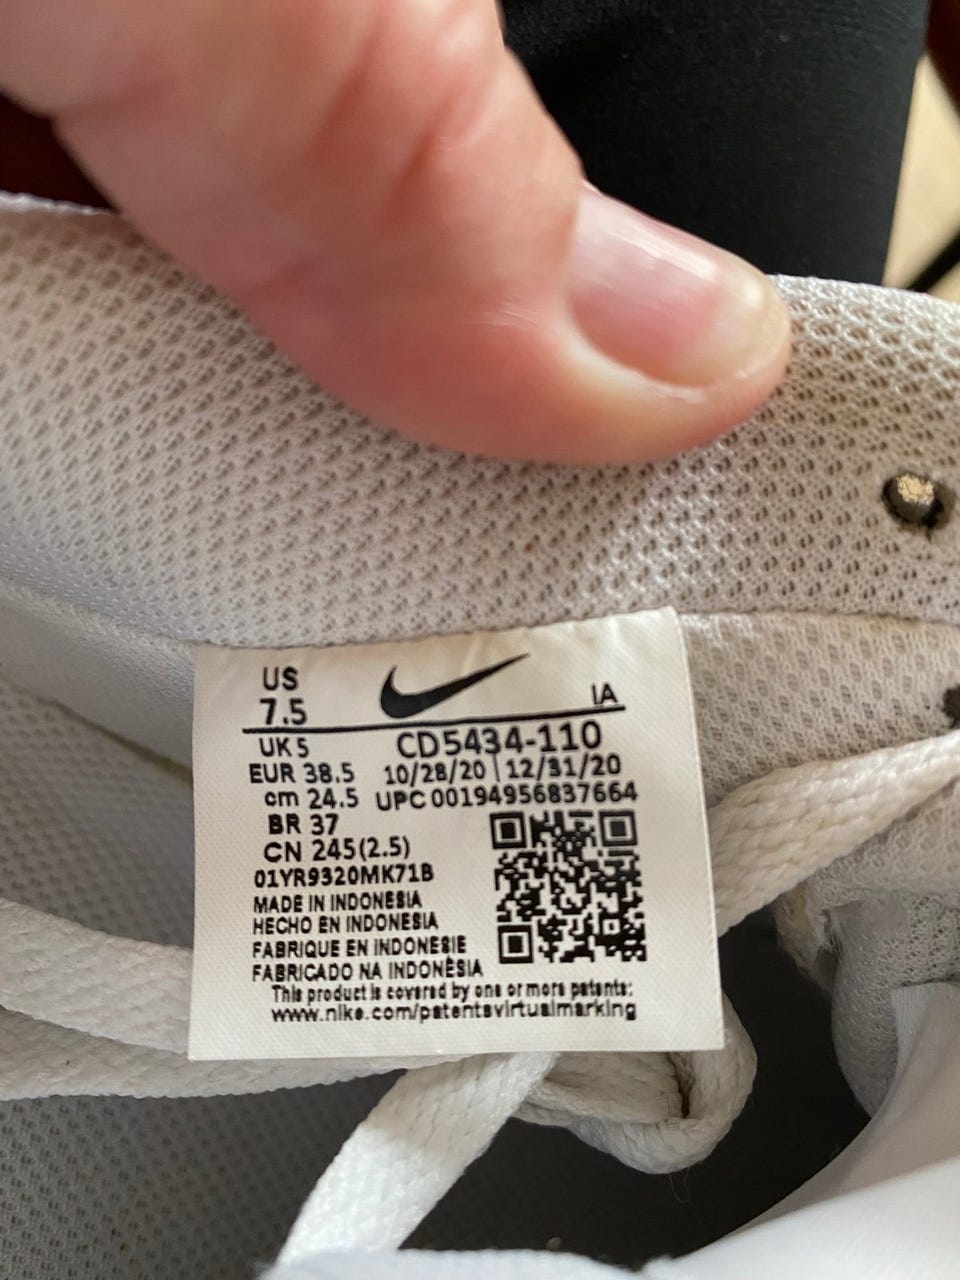 US
7.5
IA
UK 5
CD5434-110
EUR 38.5
10/28/20 12/31/20
cm 24.5
UPC 00194956837664
BR 37
CN 245(2.5)
01YR9320MK71B
MADE IN INDONESIA
HECHO EN INDONESIA
FABRIQUE EN INDONESIE
FABRICADO NA INDONÈSIA
This product is covered by one or more patents:
www.nike.com/patentsvirtualmarking